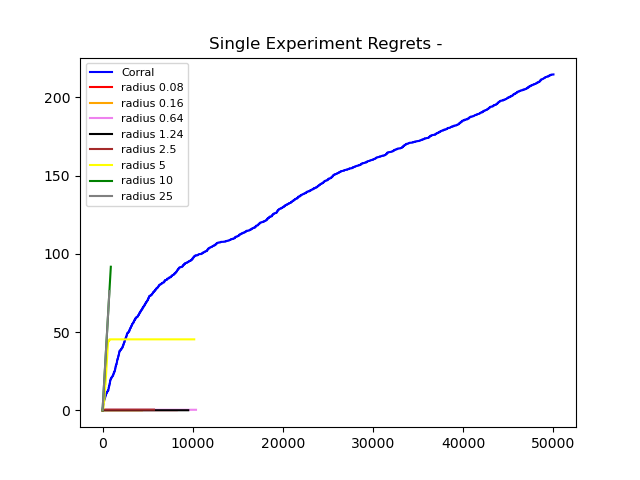 Single Experiment Regrets -
Corral
radius 0.08
radius 0.16
radius 0.64
radius 1.24
radius 2.5
radius 5
radius 10
radius 25
200
150
100
50
0
0 10000 20000 30000 40000 50000